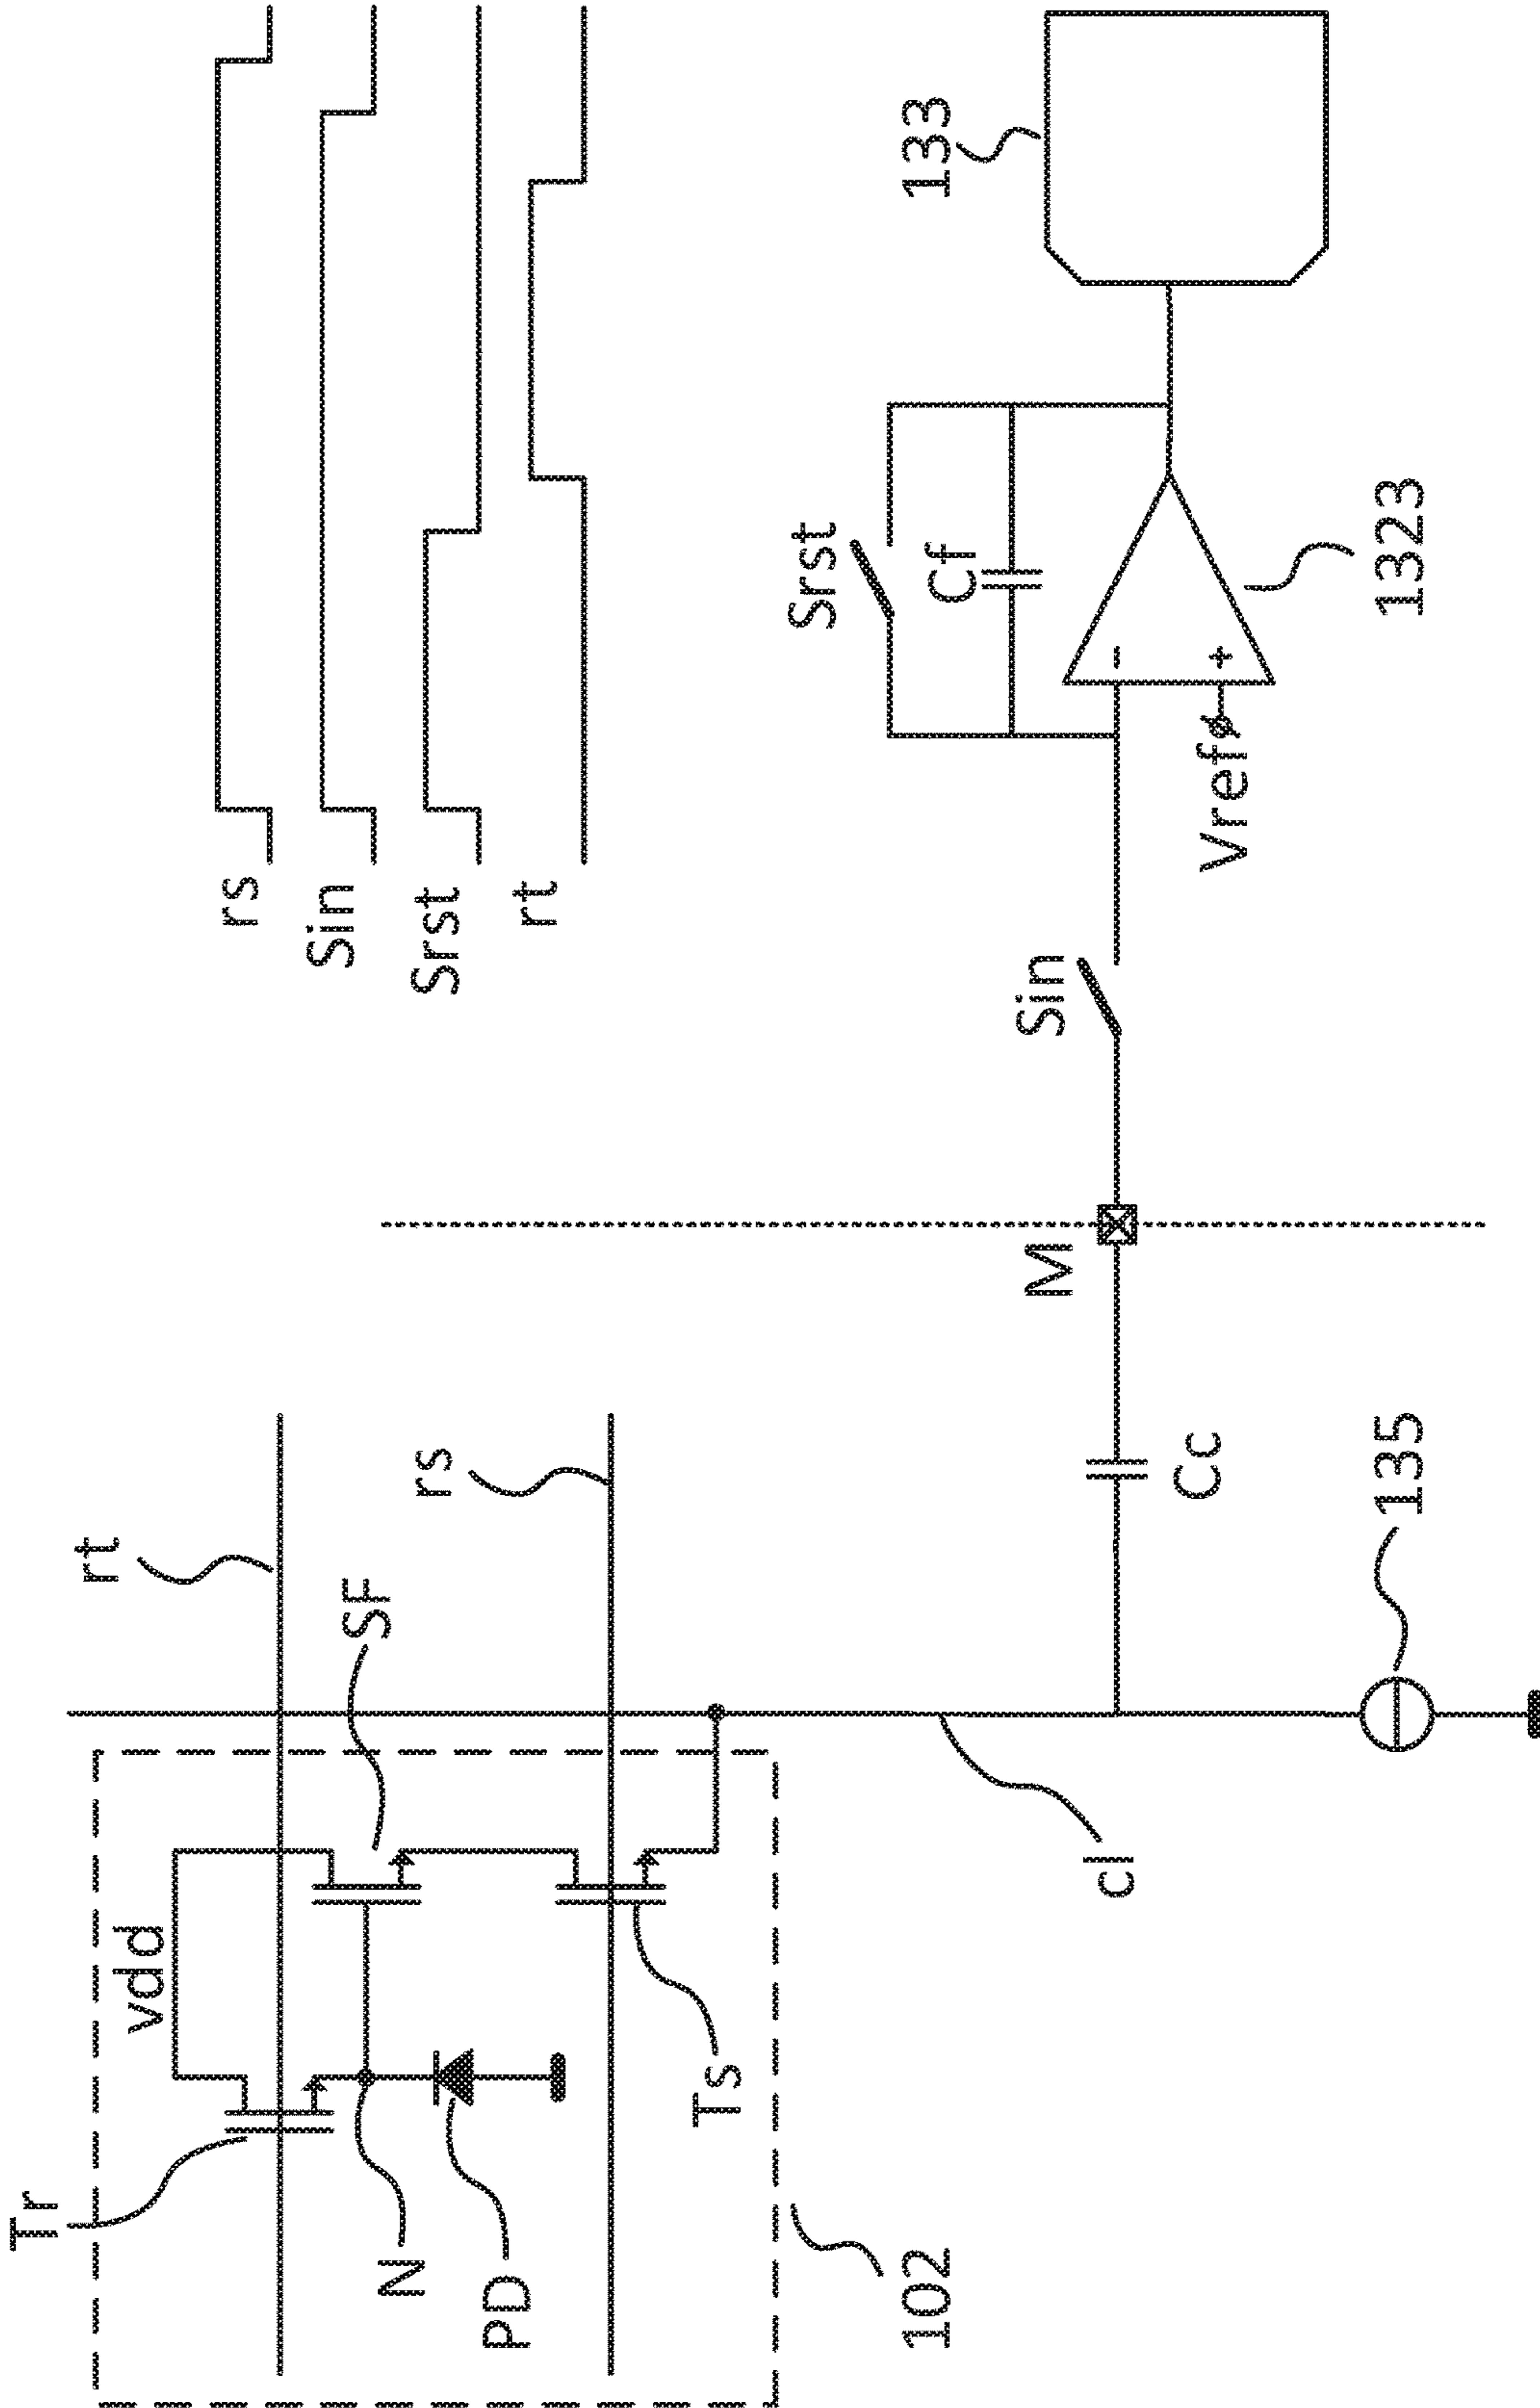 Tr
vdd
rt
SF
rs
N
PD
Ts
102
cl
135
Cc
M
Sin
Vref
Srst
Cf
- 
+
1323
133
rs
Sin
Srst
rt